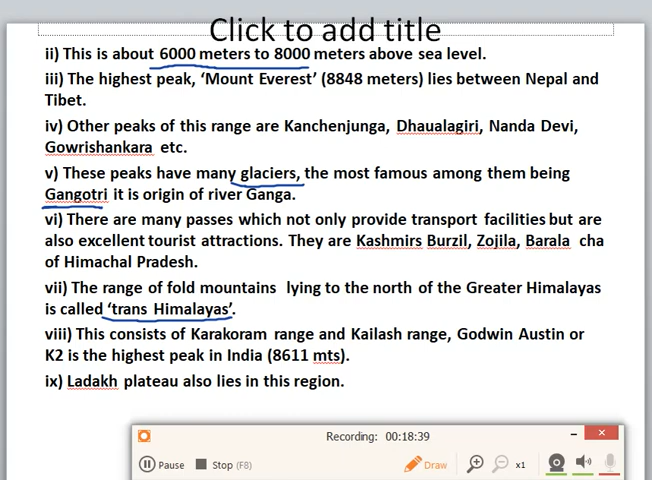 Click to add title
ii) This is about 6000 meters to 8000 meters above sea level.
iii) The highest peak, ‘Mount Everest’ (8848 meters) lies between Nepal and
Tibet.
iv) Other peaks of this range are Kanchenjunga, Dhaualagiri, Nanda Devi,
Gowrishankara etc.
v) These peaks have many glaciers, the most famous among them being
Gangotri it is origin of river Ganga.
vi) There are many passes which not only provide transport facilities but are
also excellent tourist attractions. They are Kashmirs Burzil, Zojila, Barala cha
of Himachal Pradesh.
vii) The range of fold mountains lying to the north of the Greater Himalayas
is called ‘trans Himalayas’.
viii) This consists of Karakoram range and Kailash range, Godwin Austin or
K2 is the highest peak in India (8611 mts).
ix) Ladakh plateau also lies in this region.
Recording: 00:18:39
Pause Stop (F8) Draw x1